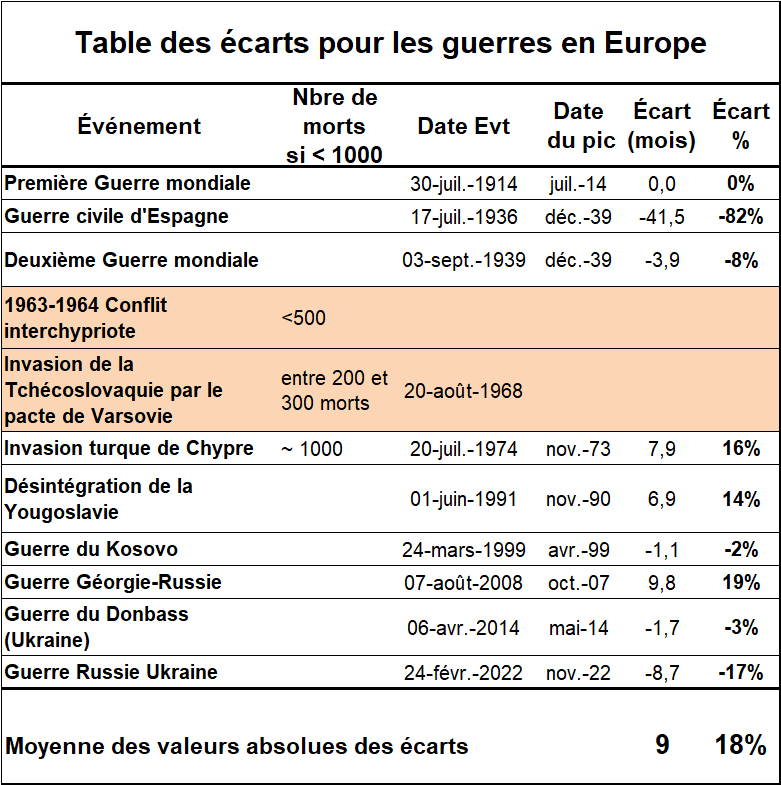 Table des écarts pour les guerres en Europe
Événement
Nbre de
morts
si < 1000
Date Evt
Date
du pic
Écart
(mois)
Écart
%
Première Guerre mondiale 30-juil.-1914 juil.-14 0,0 0%
Guerre civile d'Espagne 17-juil.-1936 déc.-39 -41,5 -82%
Deuxième Guerre mondiale 03-sept.-1939 déc.-39 -3,9 -8%
1963-1964 Conflit
interchypriote
<500
Invasion de la
Tchécoslovaquie par le
pacte de Varsovie
entre 200 et
300 morts
20-août-1968
Invasion turque de Chypre ~ 1000 20-juil.-1974 nov.-73 7,9 16%
Désintégration de la
Yougoslavie
01-juin-1991 nov.-90 6,9 14%
Guerre du Kosovo 24-mars-1999 avr.-99 -1,1 -2%
Guerre Géorgie-Russie 07-août-2008 oct.-07 9,8 19%
Guerre du Donbass
(Ukraine)
06-avr.-2014 mai-14 -1,7 -3%
Guerre Russie Ukraine 24-févr.-2022 nov.-22 -8,7 -17%
Moyenne des valeurs absolues des écarts 9 18%